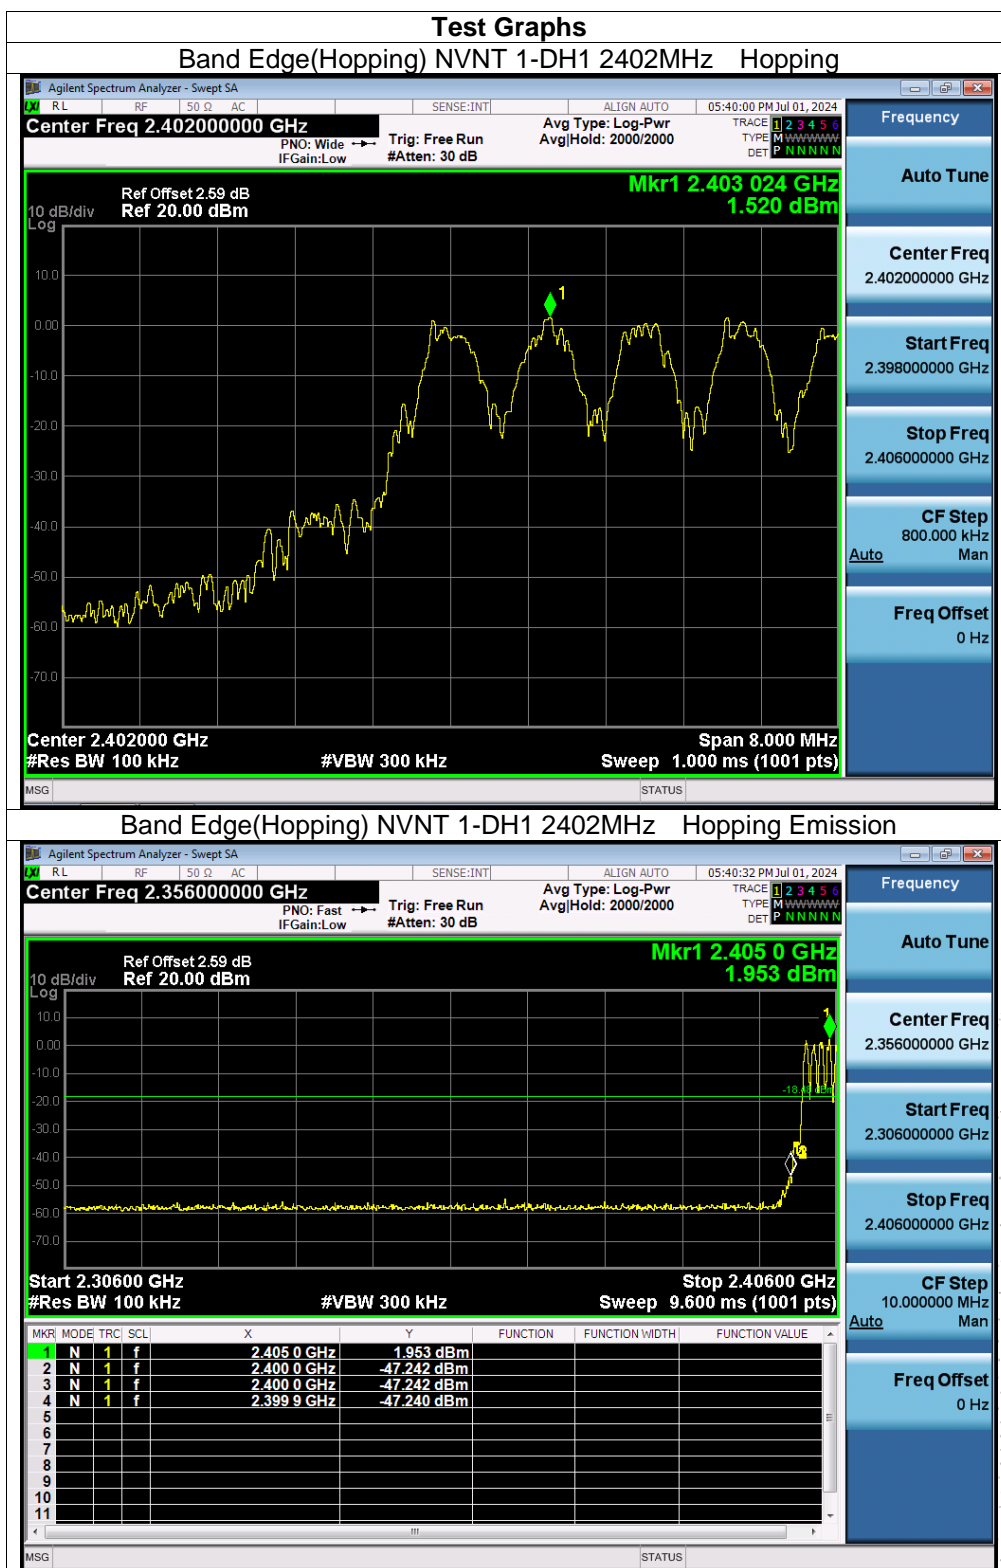 Test Graphs
Band Edge(Hopping) NVNT 1-DH1 2402MHz Hopping
Agilent Spectrum Analyzer - Swept SA
LXI RL RF 50 Ω AC SENSE:INT ALIGN AUTO 05:40:00 PM Jul 01, 2024
Center Freq 2.402000000 GHz
PNO: Wide
IFGain:Low
Trig: Free Run
#Atten: 30 dB
Avg Type: Log-Pwr
Avg|Hold: 2000/2000
TRACE 1 2 3 4 5 6
TYPE M WWWWW
DET P N N N N N
Frequency
Auto Tune
Center Freq
2.402000000 GHz
Start Freq
2.398000000 GHz
Stop Freq
2.406000000 GHz
CF Step
800.000 kHz
Auto Man
Freq Offset
0 Hz
Mkr1 2.403 024 GHz
1.520 dBm
Ref Offset 2.59 dB
10 dB/div Ref 20.00 dBm
Log
10.0
0.00
-10.0
-20.0
-30.0
-40.0
-50.0
-60.0
-70.0
1
Center 2.402000 GHz Span 8.000 MHz
#Res BW 100 kHz #VBW 300 kHz Sweep 1.000 ms (1001 pts)
MSG STATUS
Band Edge(Hopping) NVNT 1-DH1 2402MHz Hopping Emission
Agilent Spectrum Analyzer - Swept SA
LXI RL RF 50 Ω AC SENSE:INT ALIGN AUTO 05:40:32 PM Jul 01, 2024
Center Freq 2.356000000 GHz
PNO: Fast
IFGain:Low
Trig: Free Run
#Atten: 30 dB
Avg Type: Log-Pwr
Avg|Hold: 2000/2000
TRACE 1 2 3 4 5 6
TYPE M WWWWW
DET P N N N N N
Frequency
Auto Tune
Center Freq
2.356000000 GHz
Start Freq
2.306000000 GHz
Stop Freq
2.406000000 GHz
CF Step
10.000000 MHz
Auto Man
Freq Offset
0 Hz
Mkr1 2.405 0 GHz
1.953 dBm
Ref Offset 2.59 dB
10 dB/div Ref 20.00 dBm
Log
10.0
0.00
-10.0
-20.0
-30.0
-40.0
-50.0
-60.0
-70.0
1
-18.48 dBm
Start 2.30600 GHz Stop 2.40600 GHz
#Res BW 100 kHz #VBW 300 kHz Sweep 9.600 ms (1001 pts)
MKR MODE TRC SCL X Y FUNCTION FUNCTION WIDTH FUNCTION VALUE
1 N 1 f 2.405 0 GHz 1.953 dBm
2 N 1 f 2.400 0 GHz -47.242 dBm
3 N 1 f 2.400 0 GHz -47.242 dBm
4 N 1 f 2.399 9 GHz -47.240 dBm
5
6
7
8
9
10
11
MSG STATUS